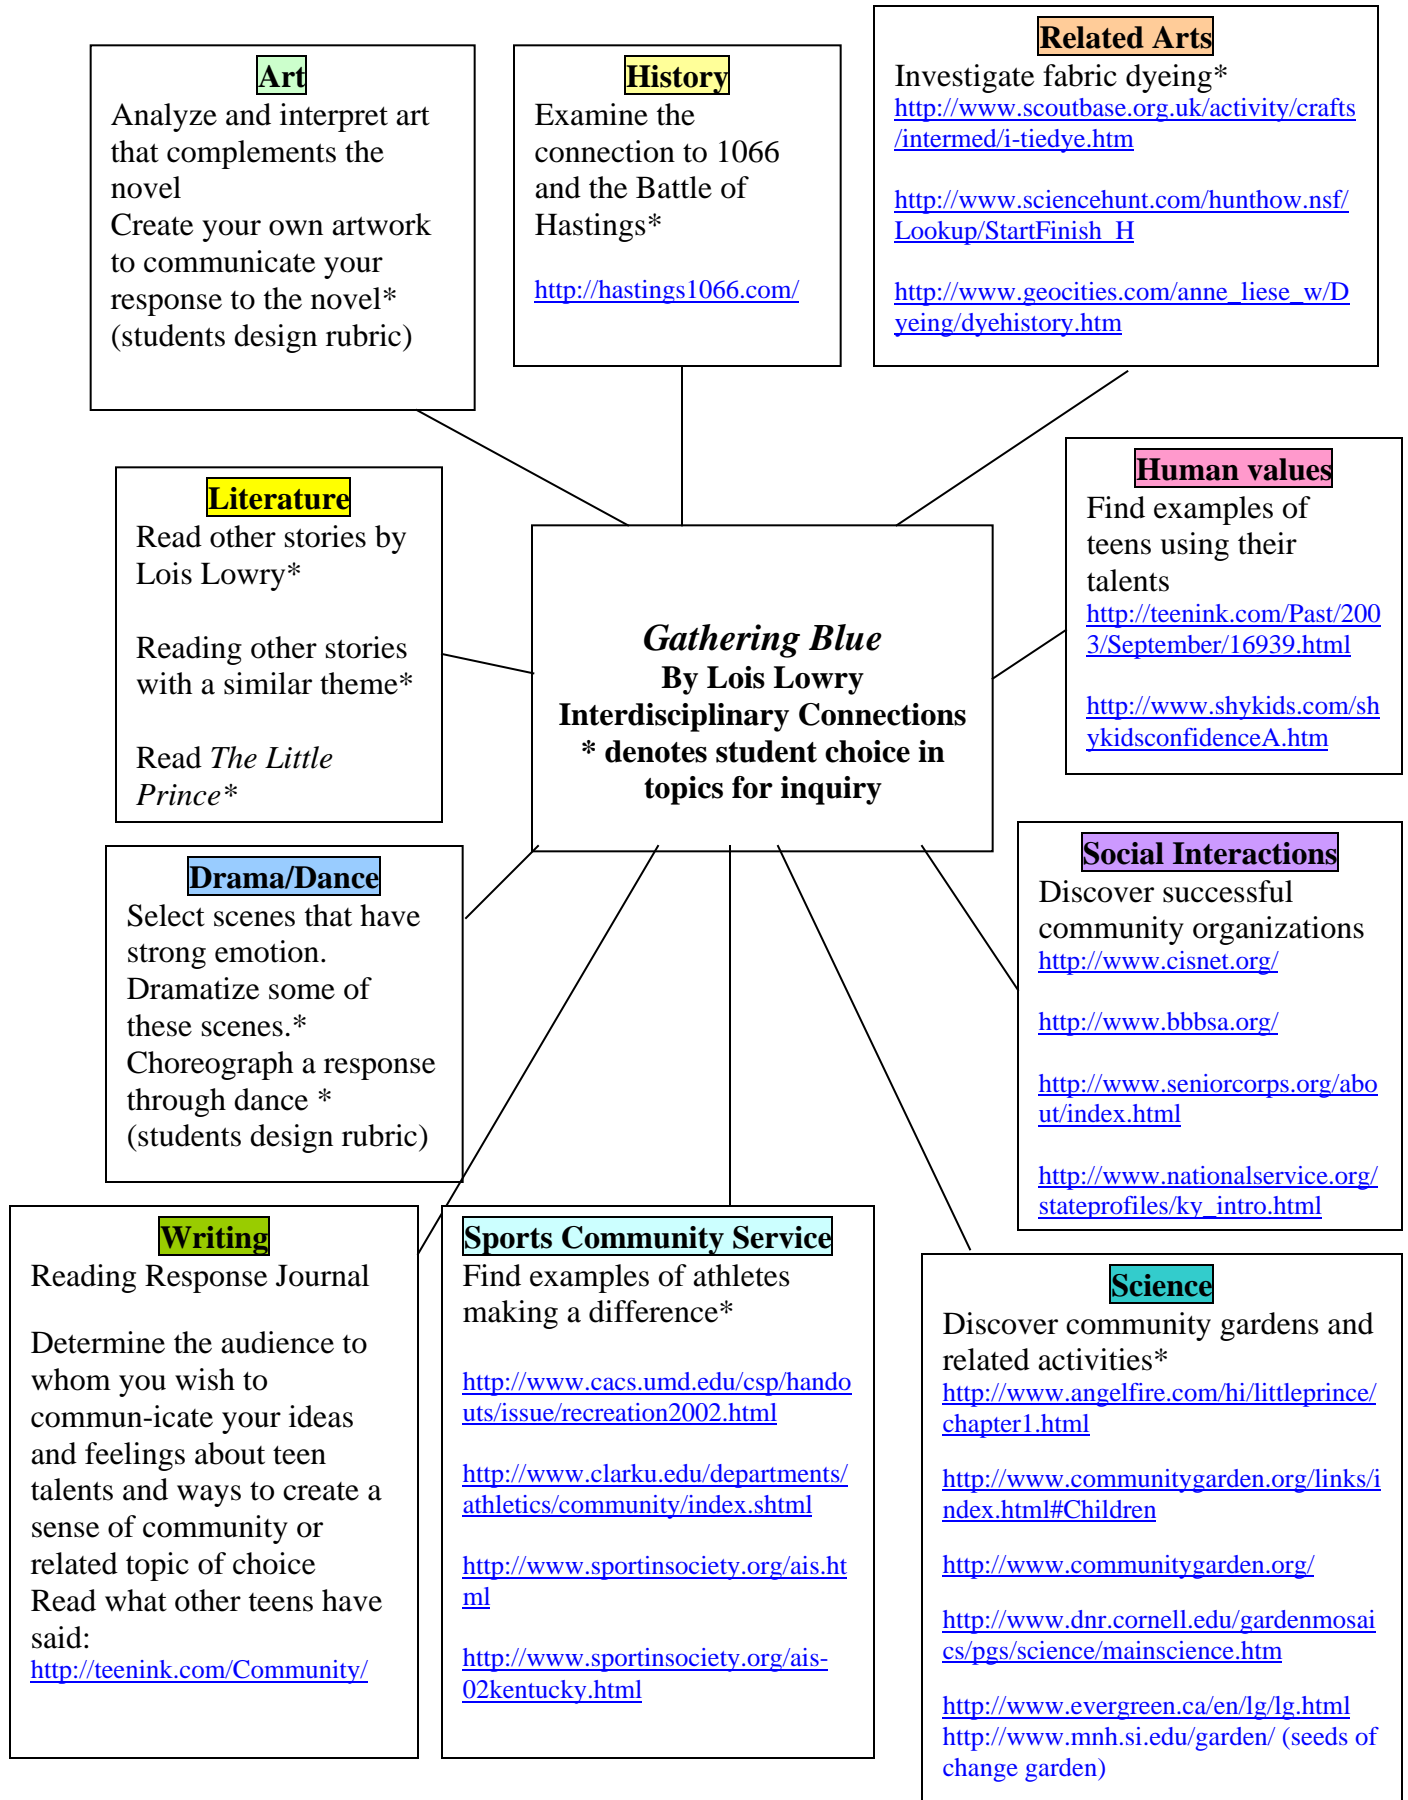 Art
Analyze and interpret art
that complements the
novel
Create your own artwork
to communicate your
response to the novel*
(students design rubric)
History
Examine the
connection to 1066
and the Battle of
Hastings*
http://hastings1066.com/
Related Arts
Investigate fabric dyeing*
http://www.scoutbase.org.uk/activity/crafts
/intermed/i-tiedye.htm
http://www.sciencehunt.com/hunthow.nsf/
Lookup/StartFinish_H
http://www.geocities.com/anne_liese_w/D
yeing/dyehistory.htm
Literature
Read other stories by
Lois Lowry*
Reading other stories
with a similar theme*
Read The Little
Prince*
Gathering Blue
By Lois Lowry
Interdisciplinary Connections
* denotes student choice in
topics for inquiry
Human values
Find examples of
teens using their
talents
http://teenink.com/Past/200
3/September/16939.html
http://www.shykids.com/sh
ykidsconfidenceA.htm
Drama/Dance
Select scenes that have
strong emotion.
Dramatize some of
these scenes.*
Choreograph a response
through dance *
(students design rubric)
Social Interactions
Discover successful
community organizations
http://www.cisnet.org/
http://www.bbbsa.org/
http://www.seniorcorps.org/abo
ut/index.html
http://www.nationalservice.org/
stateprofiles/ky_intro.html
Writing
Reading Response Journal
Determine the audience to
whom you wish to
commun-icate your ideas
and feelings about teen
talents and ways to create a
sense of community or
related topic of choice
Read what other teens have
said:
http://teenink.com/Community/
Sports Community Service
Find examples of athletes
making a difference*
http://www.cacs.umd.edu/csp/hando
uts/issue/recreation2002.html
http://www.clarku.edu/departments/
athletics/community/index.shtml
http://www.sportinsociety.org/ais.ht
ml
http://www.sportinsociety.org/ais-
02kentucky.html
Science
Discover community gardens and
related activities*
http://www.angelfire.com/hi/littleprince/
chapter1.html
http://www.communitygarden.org/links/i
ndex.html#Children
http://www.communitygarden.org/
http://www.dnr.cornell.edu/gardenmosai
cs/pgs/science/mainscience.htm
http://www.evergreen.ca/en/lg/lg.html
http://www.mnh.si.edu/garden/ (seeds of
change garden)